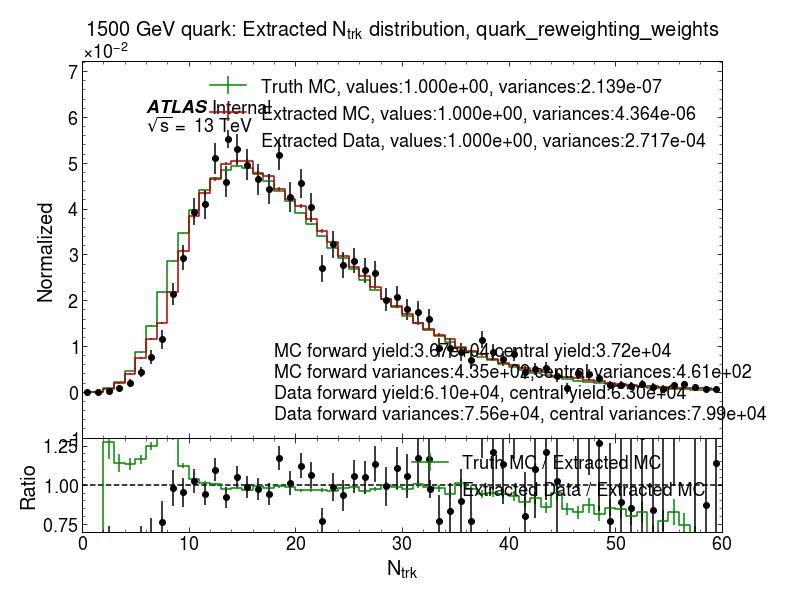 1500 GeV quark: Extracted Ntrk distribution, quark_reweighting_weights
×10−2
Truth MC, values:1.000e+00, variances:2.139e-07
ATLAS Internal
Extracted MC, values:1.000e+00, variances:4.364e-06
√s = 13 TeV
Extracted Data, values:1.000e+00, variances:2.717e-04
7
6
5
4
3
2
1
0
−1
Normalized
MC forward yield:3.67e+04, central yield:3.72e+04
MC forward variances:4.35e+02, central variances:4.61e+02
Data forward yield:6.10e+04, central yield:6.30e+04
Data forward variances:7.56e+04, central variances:7.99e+04
1.25
1.00
0.75
Ratio
Truth MC / Extracted MC
Extracted Data / Extracted MC
0 10 20 30 40 50 60
Ntrk